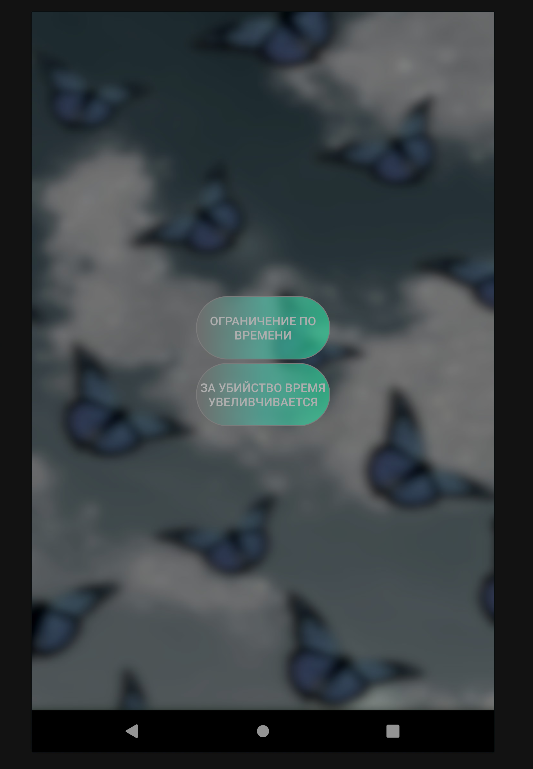 ОГРАНИЧЕНИЕ ПО
ВРЕМЕНИ
ЗА УБИЙСТВО ВРЕМЯ
УВЕЛИВЧИВАЕТСЯ